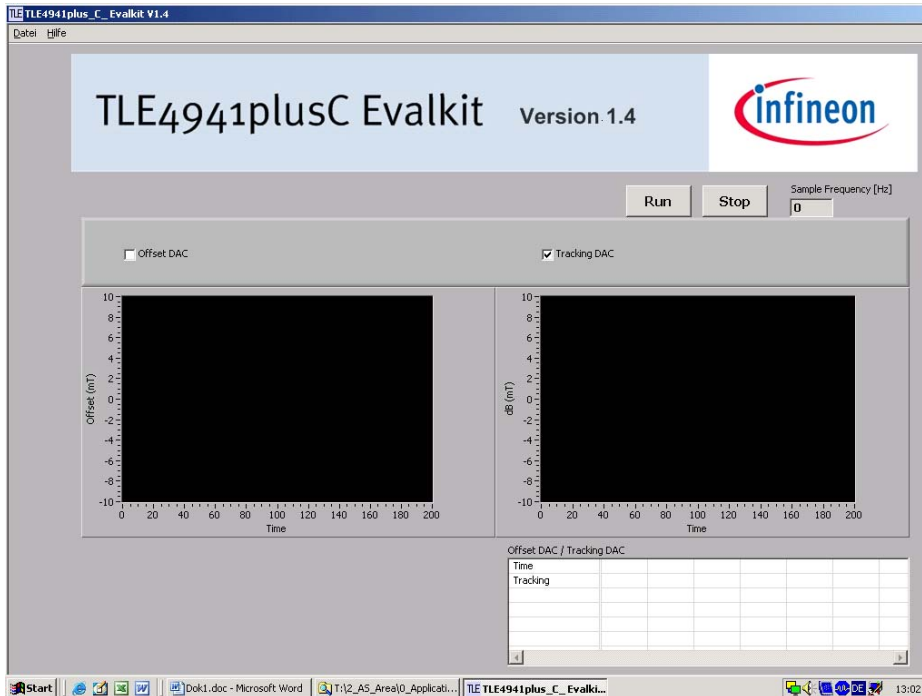 TLE TLE4941plus_C_ Evalkit V1.4
Datei Hilfe
TLE4941plusC Evalkit Version 1.4
infineon
Run Stop
Sample Frequency [Hz]
0
Offset DAC
Tracking DAC
10
8
6
4
2
0
-2
-4
-6
-8
-10
Offset (mT)
0 20 40 60 80 100 120 140 160 180 200
Time
10
8
6
4
2
0
-2
-4
-6
-8
-10
dB (mT)
0 20 40 60 80 100 120 140 160 180 200
Time
Offset DAC / Tracking DAC
Time
Tracking
Start
Dok1.doc - Microsoft Word
T:\2_A5_Area\0_Applicati...
TLE TLE4941plus_C_ Evalki...
DE
13:02